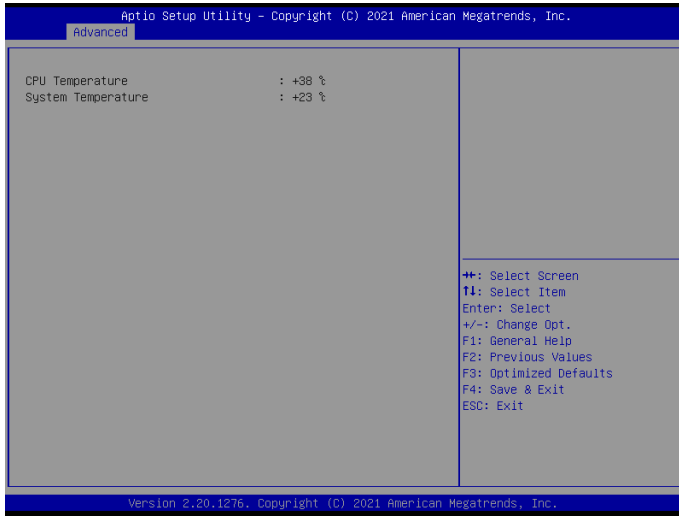 Aptio Setup Utility – Copyright (C) 2021 American Megatrends, Inc.
Advanced
CPU Temperature : +38 ℃
System Temperature : +23 ℃
→←: Select Screen
↑↓: Select Item
Enter: Select
+/-: Change Opt.
F1: General Help
F2: Previous Values
F3: Optimized Defaults
F4: Save & Exit
ESC: Exit
Version 2.20.1276. Copyright (C) 2021 American Megatrends, Inc.